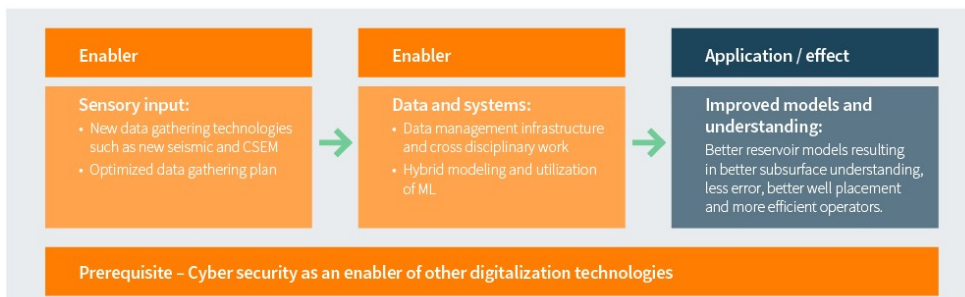 Enabler
Sensory input:
• New data gathering technologies
such as new seismic and CSEM
• Optimized data gathering plan
Enabler
Data and systems:
• Data management infrastructure
and cross disciplinary work
• Hybrid modeling and utilization
of ML
Application / effect
Improved models and
understanding:
Better reservoir models resulting
in better subsurface understanding,
less error, better well placement
and more efficient operators.
Prerequisite – Cyber security as an enabler of other digitalization technologies